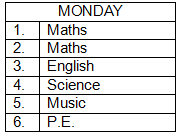 MONDAY
1. Maths
2. Maths
3. English
4. Science
5. Music
6. P.E.